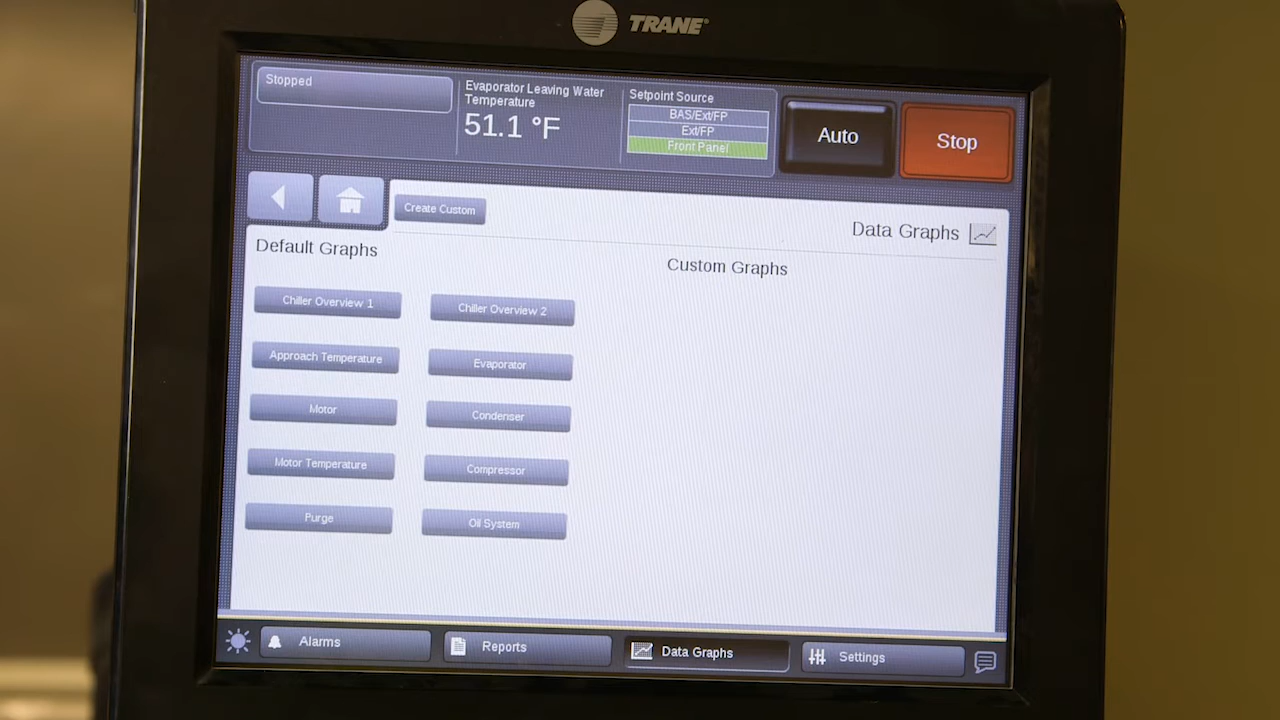 TRANE
Stopped
Evaporator Leaving Water
Temperature
51.1 °F
Setpoint Source
BAS/Ext/FP
Ext/FP
Front Panel
Auto
Stop
Create Custom
Data Graphs
Default Graphs
Custom Graphs
Chiller Overview 1
Chiller Overview 2
Approach Temperature
Evaporator
Motor
Condenser
Motor Temperature
Compressor
Purge
Oil System
Alarms
Reports
Data Graphs
Settings